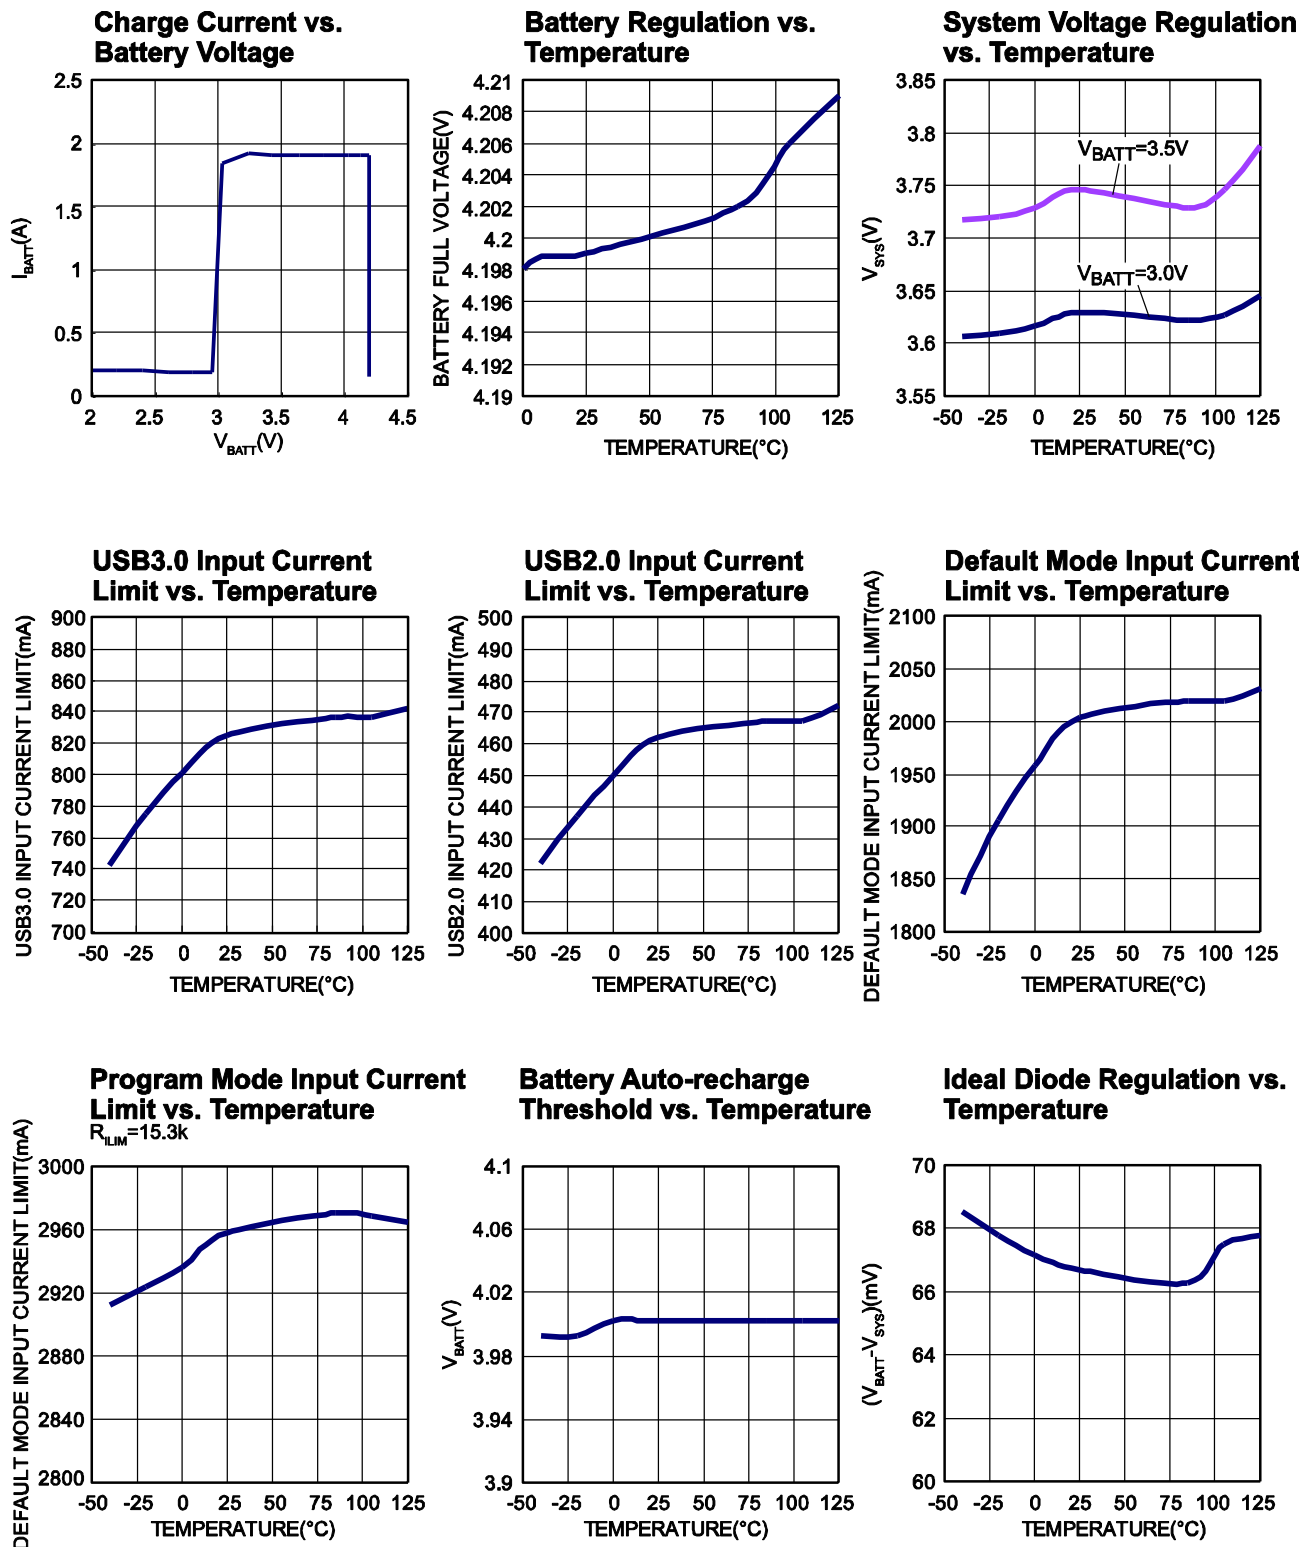 Charge Current vs.
Battery Voltage
2.5
2
1.5
1
0.5
0
2 2.5 3 3.5 4 4.5
IBATT(A)
VBATT(V)
Battery Regulation vs.
Temperature
4.21
4.208
4.206
4.204
4.202
4.2
4.198
4.196
4.194
4.192
4.19
0 25 50 75 100 125
BATTERY FULL VOLTAGE(V)
TEMPERATURE(°C)
System Voltage Regulation
vs. Temperature
3.85
3.8
3.75
3.7
3.65
3.6
3.55
-50 -25 0 25 50 75 100 125
VBATT=3.5V
VBATT=3.0V
VSYS(V)
TEMPERATURE(°C)
USB3.0 Input Current
Limit vs. Temperature
900
880
860
840
820
800
780
760
740
720
700
-50 -25 0 25 50 75 100 125
USB3.0 INPUT CURRENT LIMIT(mA)
TEMPERATURE(°C)
USB2.0 Input Current
Limit vs. Temperature
500
490
480
470
460
450
440
430
420
410
400
-50 -25 0 25 50 75 100 125
USB2.0 INPUT CURRENT LIMIT(mA)
TEMPERATURE(°C)
Default Mode Input Current
Limit vs. Temperature
2100
2050
2000
1950
1900
1850
1800
-50 -25 0 25 50 75 100 125
DEFAULT MODE INPUT CURRENT LIMIT(mA)
TEMPERATURE(°C)
Program Mode Input Current
Limit vs. Temperature
RILIM=15.3k
3000
2960
2920
2880
2840
2800
-50 -25 0 25 50 75 100 125
DEFAULT MODE INPUT CURRENT LIMIT(mA)
TEMPERATURE(°C)
Battery Auto-recharge
Threshold vs. Temperature
4.1
4.06
4.02
3.98
3.94
3.9
-50 -25 0 25 50 75 100 125
VBATT(V)
TEMPERATURE(°C)
Ideal Diode Regulation vs.
Temperature
70
68
66
64
62
60
-50 -25 0 25 50 75 100 125
(VBATT-VSYS)(mV)
TEMPERATURE(°C)